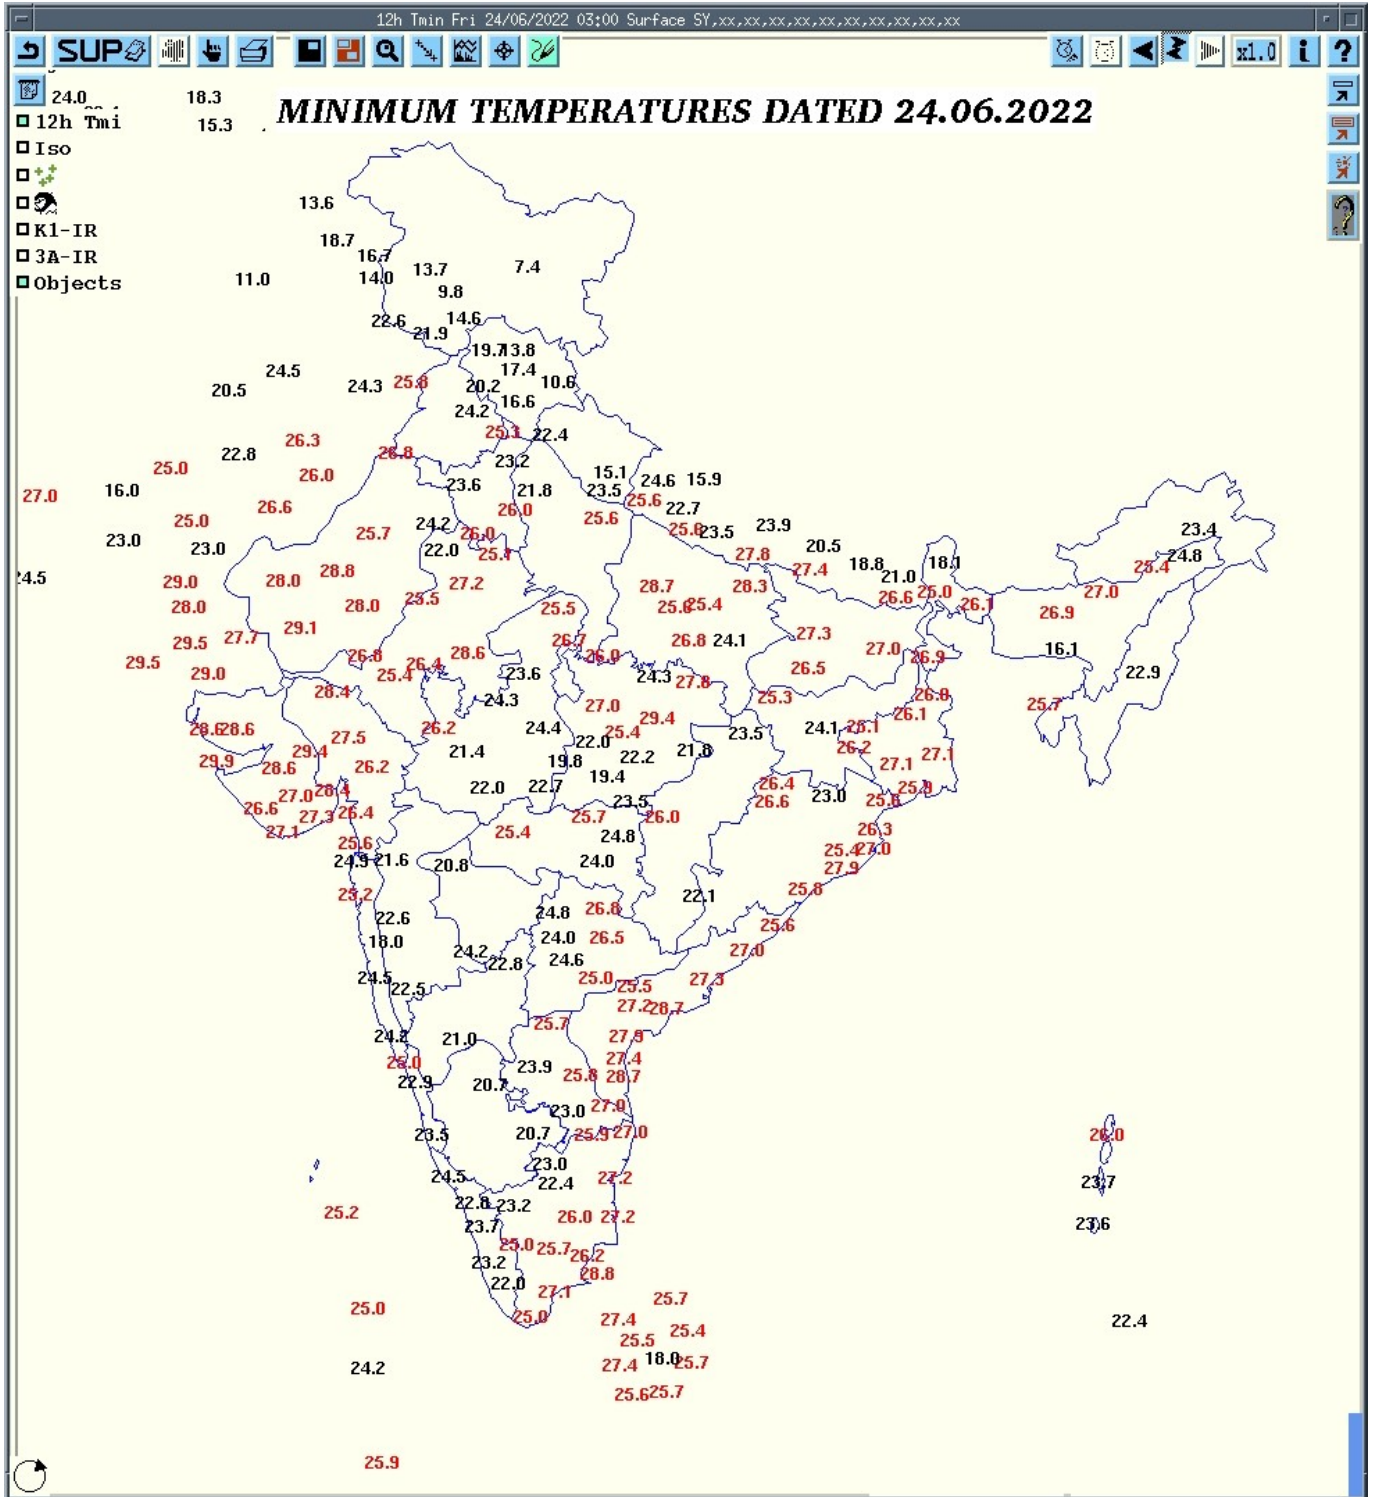 12h Tmin Fri 24/06/2022 03:00 Surface SY,xx,xx,xx,xx,xx,xx,xx,xx,xx,xx
SUP x1.0 i ?
24.0 18.3
MINIMUM TEMPERATURES DATED 24.06.2022
12h Tmi 15.3
Iso
K1-IR
3A-IR
Objects
13.6
18.7
16.7
11.0 14.0 13.7 7.4
9.8
22.6 14.6
21.9
19.7 13.8
24.5 17.4
20.5 24.3 25.8 20.2 10.6
24.2 16.6
26.3 25.3 22.4
22.8 26.8 23.2
25.0 26.0 15.1 24.6 15.9
27.0 16.0 23.6 21.8 23.5
26.6 26.0 25.6 22.7
25.0 25.7 24.2 26.0 25.6 25.8 23.5 23.9 23.4
23.0 23.0 22.0 25.1 27.8 20.5 24.8
24.5 29.0 28.0 28.8 27.2 28.7 28.3 27.4 18.8 21.0 18.1 25.4
28.0 28.0 25.5 25.5 25.6 25.4 26.6 25.0 26.1 26.9 27.0
29.5 27.7 29.1 26.7 26.8 24.1 27.3
29.5 26.8 26.4 28.6 26.0 27.0 26.9 16.1
29.0 25.4 23.6 24.3 27.8 26.5 22.9
28.4 24.3 27.0 25.3 26.8 25.7
28.6 28.6 27.5 26.2 24.4 25.4 29.4 23.5 24.1 25.1 26.1
29.9 29.4 21.4 22.0 22.2 21.8 26.2 27.1
28.6 26.2 19.8 19.4 27.1
27.0 28.4 22.0 22.7 23.5 26.4 23.0 25.9
26.6 27.3 26.4 25.7 26.0 26.6 25.8
27.1 25.6 25.4 24.8 26.3
24.9 21.6 20.8 24.0 25.4 27.0
25.2 22.1 25.8 27.9
22.6 24.8 26.8 25.6
18.0 24.2 24.0 26.5 27.0
24.5 22.8 24.6
22.5 25.0 25.5 27.3
25.7 27.2 28.7
24.2 21.0 27.9
25.0 23.9 27.4
22.9 20.7 25.8 28.7
23.0 27.0
23.5 20.7 25.9 27.0 26.0
24.5 23.0 27.2
22.4 23.7
25.2 22.8 23.2 26.0 27.2
23.7 23.6
25.0 25.7 26.2
23.2 28.8
22.0 27.1
25.0 25.0 27.4 25.7 22.4
25.5 25.4
24.2 27.4 18.0 25.7
25.6 25.7
25.9